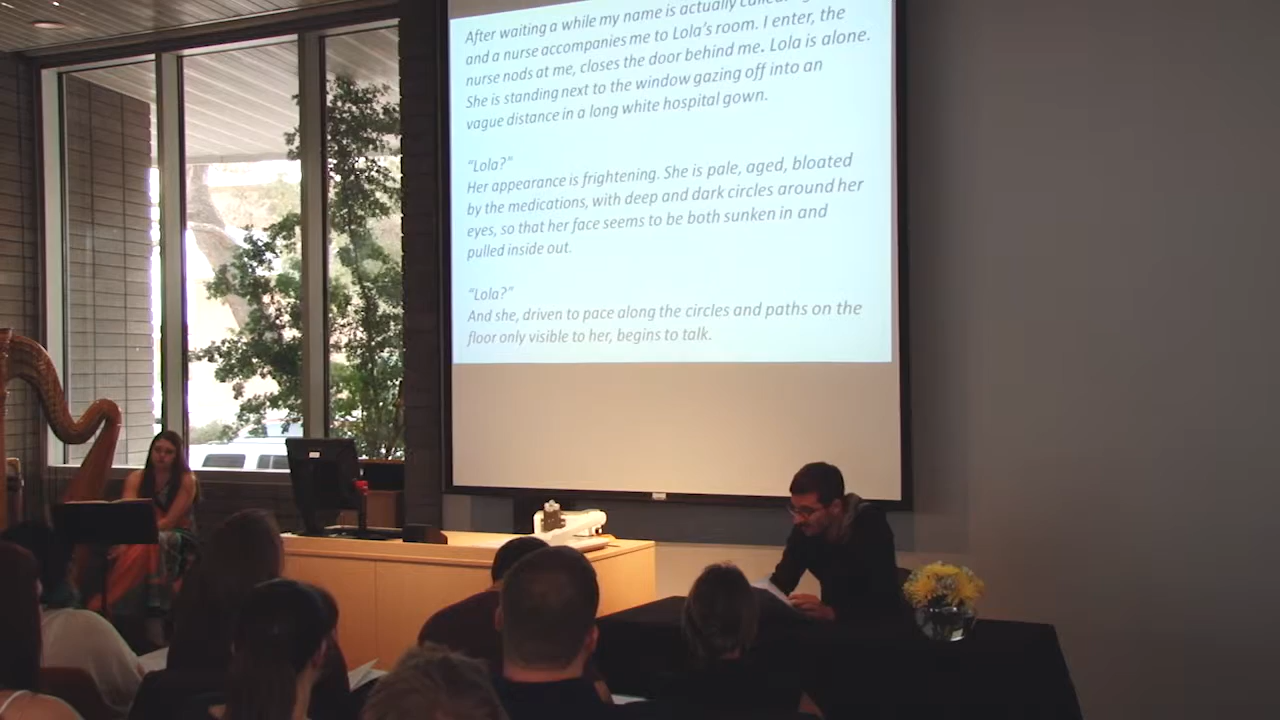 After waiting a while my name is actually
and a nurse accompanies me to Lola's room. I enter, the
nurse nods at me, closes the door behind me. Lola is alone.
She is standing next to the window gazing off into an
vague distance in a long white hospital gown.
"Lola?"
Her appearance is frightening. She is pale, aged, bloated
by the medications, with deep and dark circles around her
eyes, so that her face seems to be both sunken in and
pulled inside out.
"Lola?"
And she, driven to pace along the circles and paths on the
floor only visible to her, begins to talk.